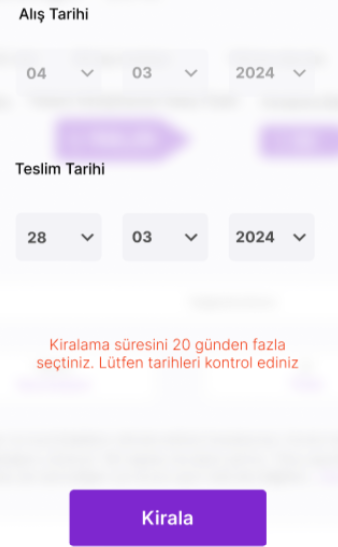 Alış Tarihi
04 03 2024
Teslim Tarihi
28 03 2024
Kiralama süresini 20 günden fazla
seçtiniz. Lütfen tarihleri kontrol ediniz
Kirala